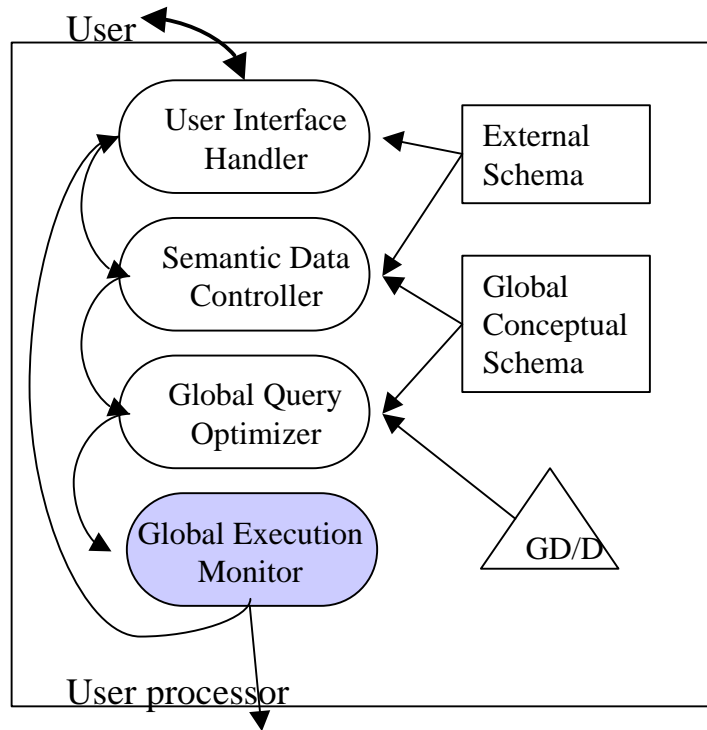 User
User Interface
Handler
External
Schema
Semantic Data
Controller
Global
Conceptual
Schema
Global Query
Optimizer
Global Execution
Monitor
GD/D
User processor